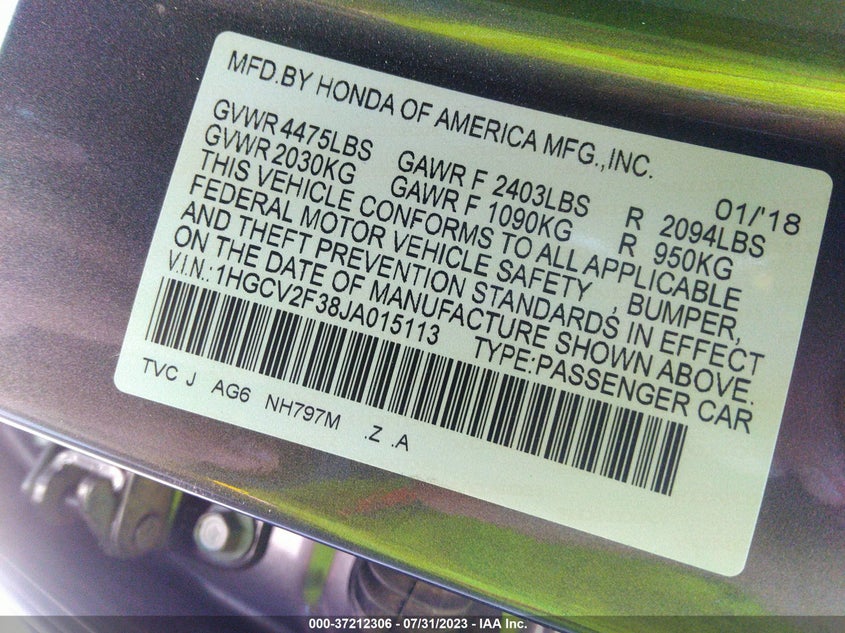 MFD.BY HONDA OF AMERICA MFG.,INC.
01/'18
GVWR 4475LBS GAWR F 2403LBS R 2094LBS
GVWR 2030KG GAWR F 1090KG R 950KG
THIS VEHICLE CONFORMS TO ALL APPLICABLE
FEDERAL MOTOR VEHICLE SAFETY , BUMPER,
AND THEFT PREVENTION STANDARDS IN EFFECT
ON THE DATE OF MANUFACTURE SHOWN ABOVE.
V.I.N.:1HGCV2F38JA015113 TYPE:PASSENGER CAR
TVC J AG6 NH797M .Z .A
000-37212306 / 07/31/2023 - IAA Inc.